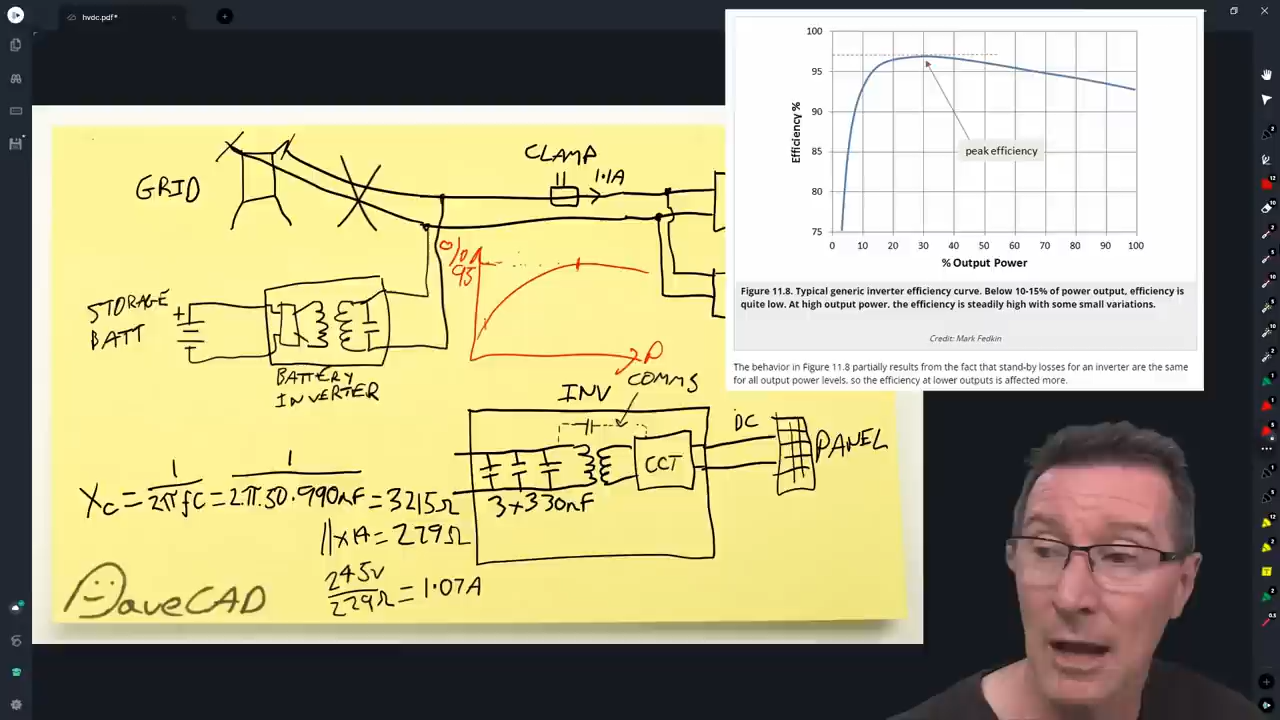 hvdc.pdf*
GRID
CLAMP
1.1A
%
95
P
STORAGE
BATT
+
BATTERY
INVERTER
INV
COMMS
CCT
DC
PANEL
3x330nF
Xc = 1/2πfC = 1/2.π.50.990nF = 3215Ω
||x14 = 229Ω
245V/229Ω = 1.07A
DaveCAD
100
95
90
85
80
75
Efficiency %
peak efficiency
0 10 20 30 40 50 60 70 80 90 100
% Output Power
Figure 11.8. Typical generic inverter efficiency curve. Below 10-15% of power output, efficiency is
quite low. At high output power. the efficiency is steadily high with some small variations.
Credit: Mark Fedkin
The behavior in Figure 11.8 partially results from the fact that stand-by losses for an inverter are the same
for all output power levels. so the efficiency at lower outputs is affected more.